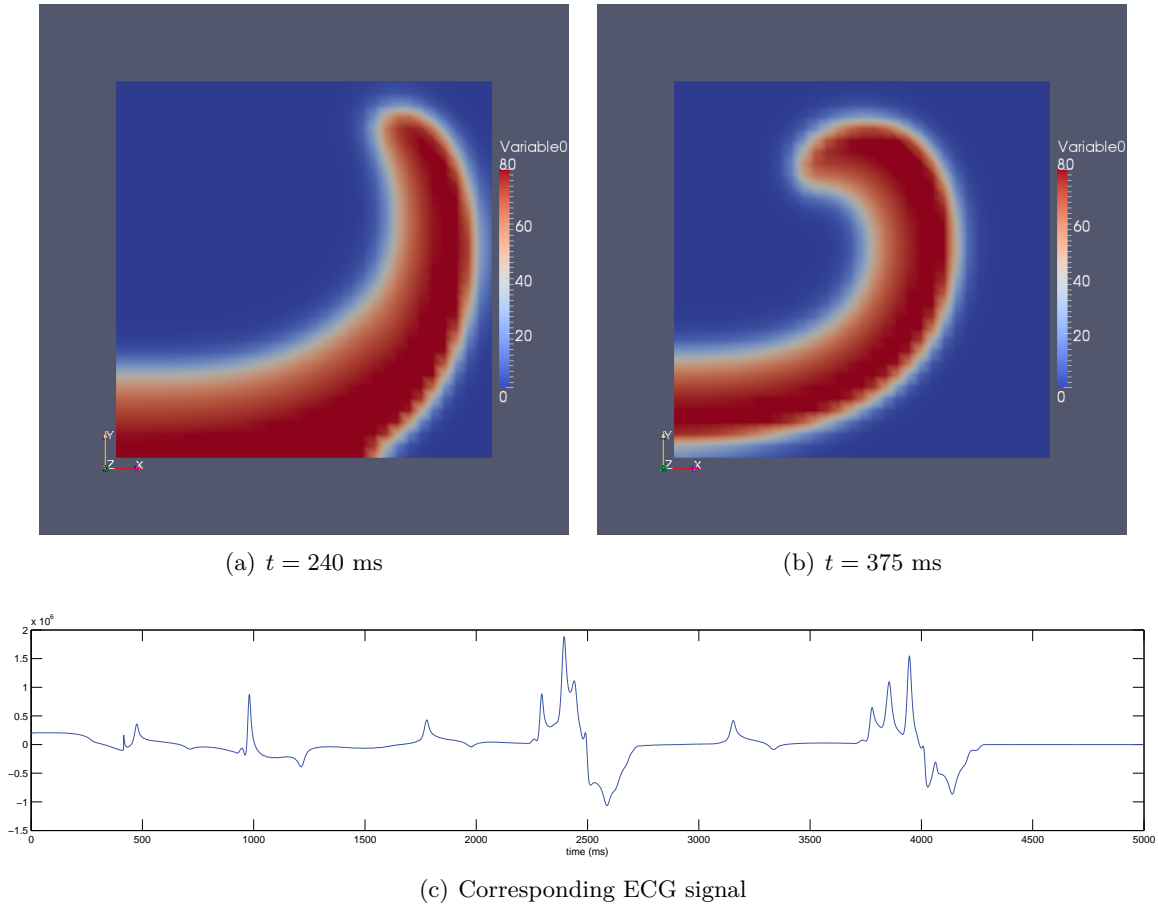 Variable0
80
60
40
20
0
Y
Z X
Variable0
80
60
40
20
0
Y
Z X
(a) t = 240 ms
(b) t = 375 ms
x 10⁶
2
1.5
1
0.5
0
−0.5
−1
−1.5
0 500 1000 1500 2000 2500 3000 3500 4000 4500 5000
time (ms)
(c) Corresponding ECG signal